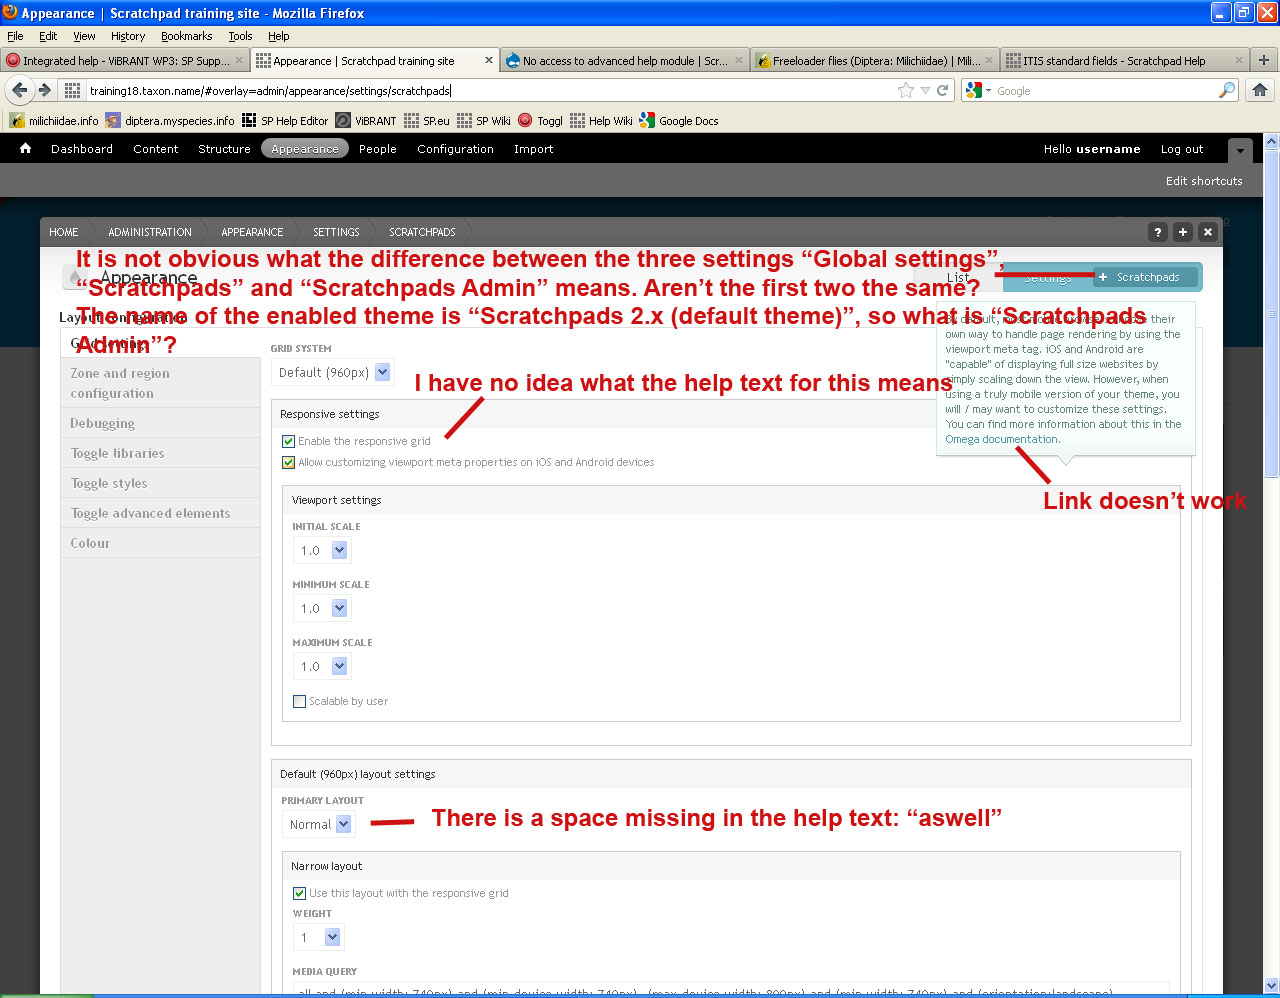 Appearance | Scratchpad training site - Mozilla Firefox
File Edit View History Bookmarks Tools Help
Integrated help - ViBRANT WP3: SP Supp... Appearance | Scratchpad training site No access to advanced help module | Scr... Freeloader flies (Diptera: Milichiidae) | Mil... ITIS standard fields - Scratchpad Help
training18.taxon.name/#overlay=admin/appearance/settings/scratchpads Google
milichiidae.info diptera.myspecies.info SP Help Editor ViBRANT SP.eu SP Wiki Toggl Help Wiki Google Docs
Dashboard Content Structure Appearance People Configuration Import Hello username Log out
Edit shortcuts
HOME ADMINISTRATION APPEARANCE SETTINGS SCRATCHPADS
It is not obvious what the difference between the three settings “Global settings”,
Appearance List Settings + Scratchpads
“Scratchpads” and “Scratchpads Admin” means. Aren’t the first two the same?
The name of the enabled theme is “Scratchpads 2.x (default theme)”, so what is “Scratchpads
Admin”?
Layout configuration
Grid settings
Zone and region
configuration
Debugging
Toggle libraries
Toggle styles
Toggle advanced elements
Colour
own way to handle page rendering by using the
viewport meta tag. iOS and Android are
"capable" of displaying full size websites by
simply scaling down the view. However, when
using a truly mobile version of your theme, you
will / may want to customize these settings.
You can find more information about this in the
Omega documentation.
Link doesn’t work
GRID SYSTEM
Default (960px)
I have no idea what the help text for this means
Responsive settings
Enable the responsive grid
Allow customizing viewport meta properties on iOS and Android devices
Viewport settings
INITIAL SCALE
1.0
MINIMUM SCALE
1.0
MAXIMUM SCALE
1.0
Scalable by user
Default (960px) layout settings
PRIMARY LAYOUT
Normal
There is a space missing in the help text: “aswell”
Narrow layout
Use this layout with the responsive grid
WEIGHT
1
MEDIA QUERY
all and (min-width: 740px) and (min-device-width: 740px), (max-device-width: 800px) and (min-width: 740px) and (orientation:landscape)